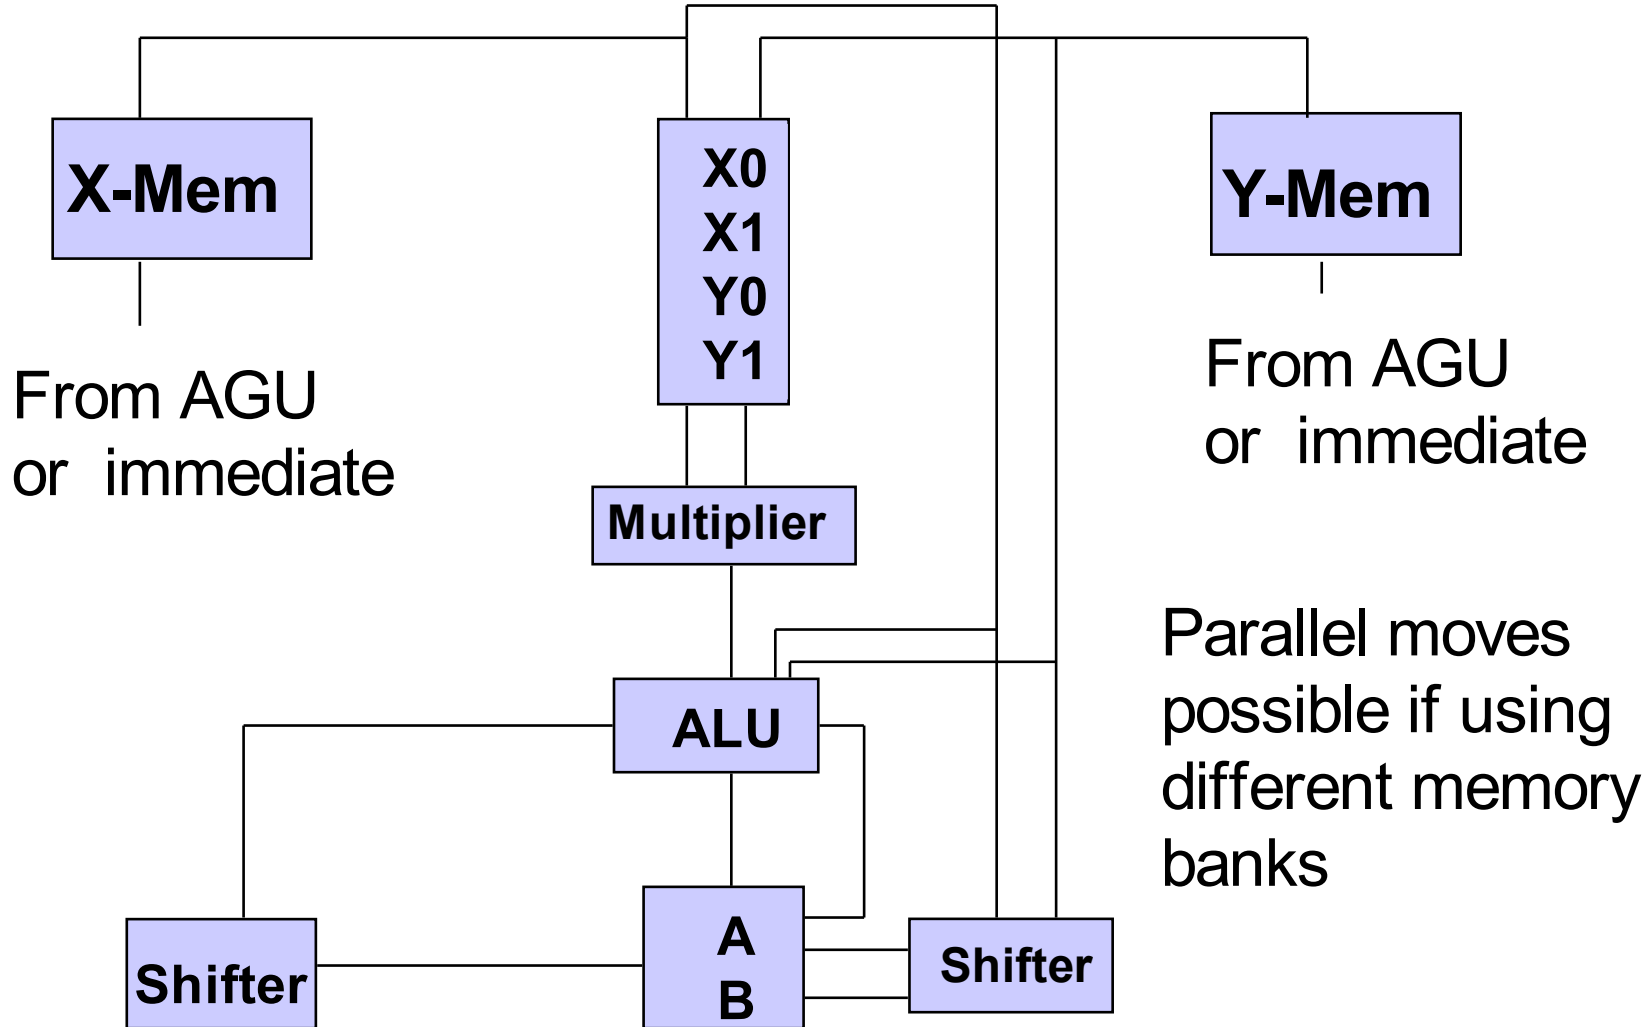 X-Mem
X0
X1
Y0
Y1
Y-Mem
From AGU
or immediate
From AGU
or immediate
Multiplier
Parallel moves
possible if using
different memory
banks
ALU
Shifter
A
B
Shifter